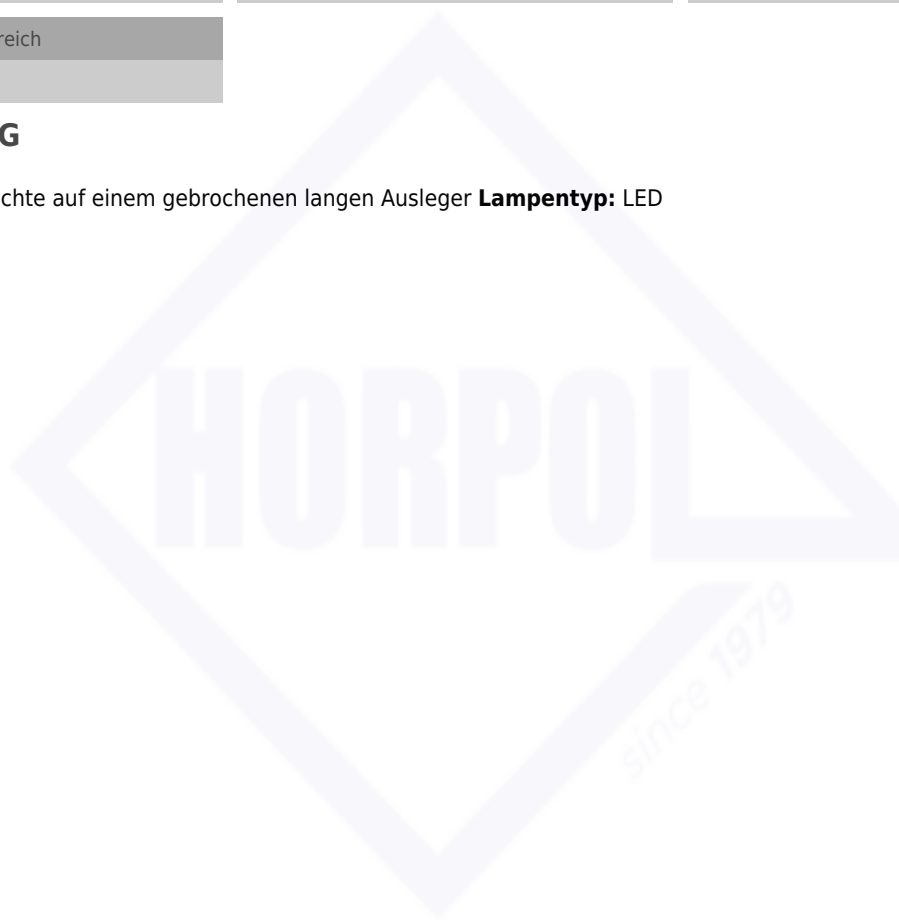 reich
G
chte auf einem gebrochenen langen Ausleger Lampentyp: LED
HORPOL
since 1979